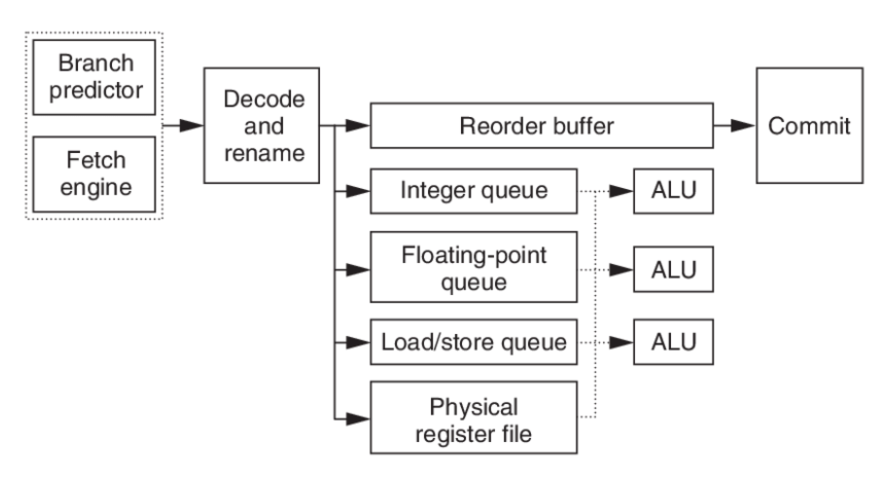 Branch
predictor
Fetch
engine
Decode
and
rename
Reorder buffer
Commit
Integer queue
ALU
Floating-point
queue
ALU
Load/store queue
ALU
Physical
register file